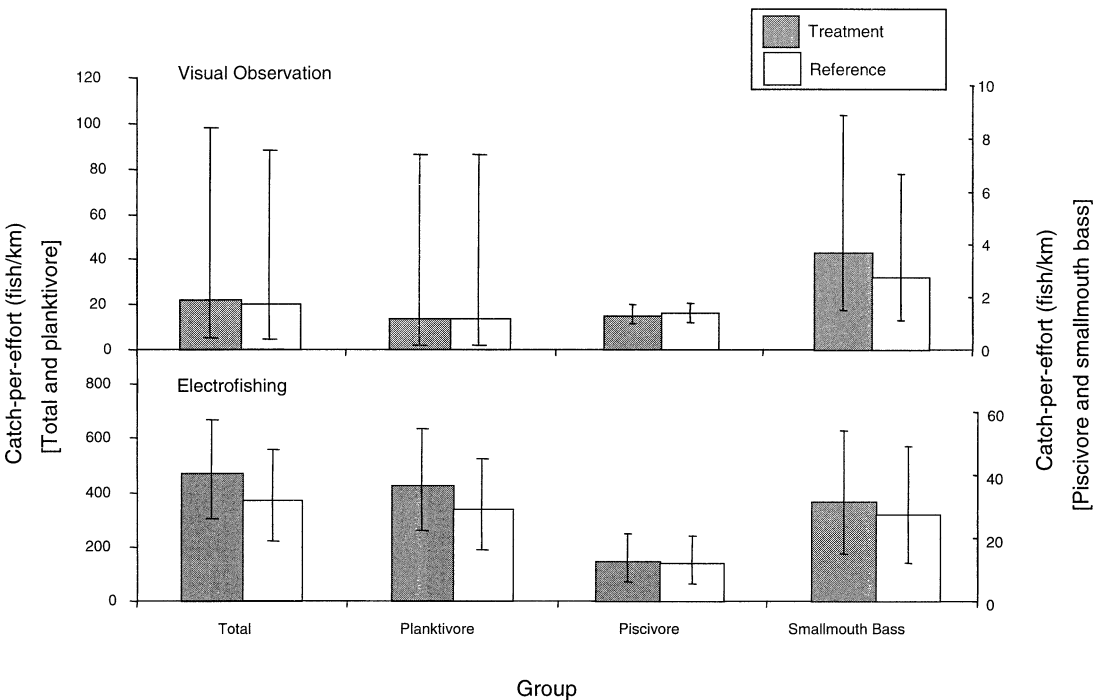 Treatment
Reference
Visual Observation
120
100
80
60
40
20
0
10
8
6
4
2
0
Catch-per-effort (fish/km)
[Total and planktivore]
Catch-per-effort (fish/km)
[Piscivore and smallmouth bass]
Electrofishing
800
600
400
200
0
60
40
20
0
Total
Planktivore
Piscivore
Smallmouth Bass
Group